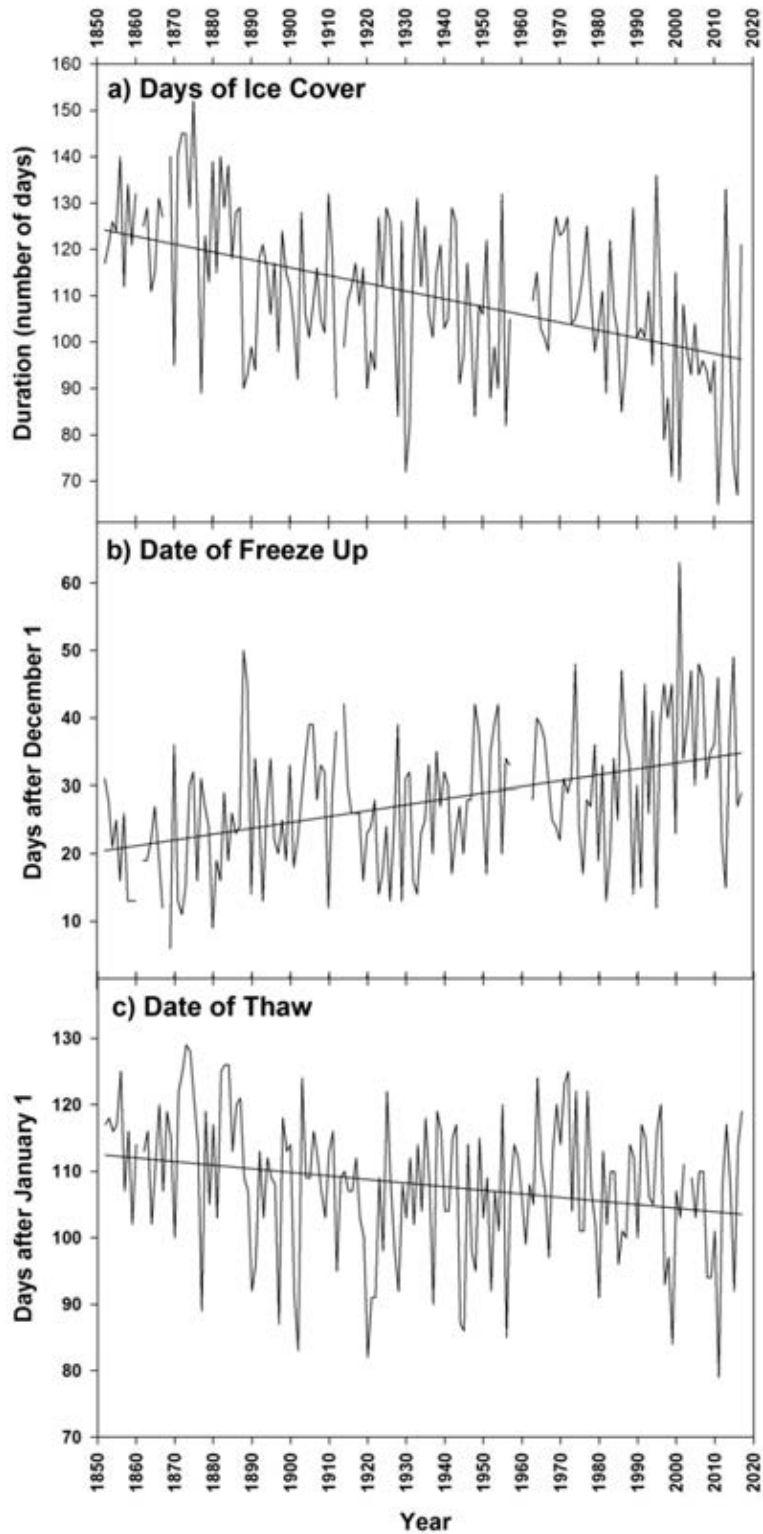 1850 1860 1870 1880 1890 1900 1910 1920 1930 1940 1950 1960 1970 1980 1990 2000 2010 2020
a) Days of Ice Cover
Duration (number of days)
160
150
140
130
120
110
100
90
80
70
b) Date of Freeze Up
Days after December 1
60
50
40
30
20
10
c) Date of Thaw
Days after January 1
130
120
110
100
90
80
70
1850 1860 1870 1880 1890 1900 1910 1920 1930 1940 1950 1960 1970 1980 1990 2000 2010 2020
Year